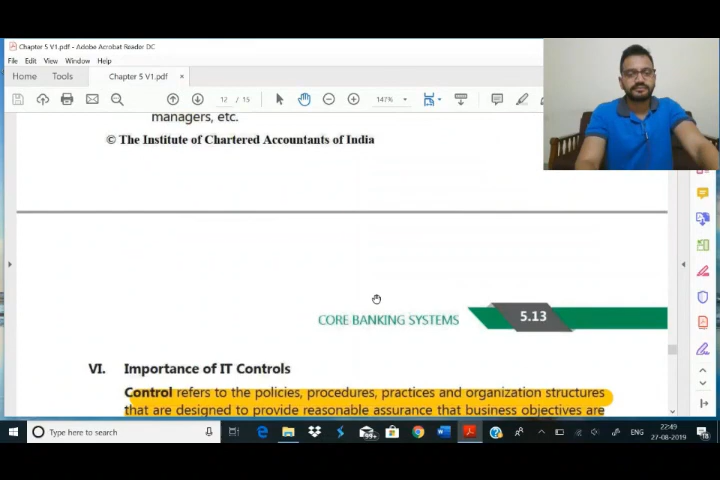 Chapter 5 V1.pdf - Adobe Acrobat Reader DC
File Edit View Window Help
Home Tools Chapter 5 V1.pdf ×
12 / 15 147%
managers, etc.
© The Institute of Chartered Accountants of India
CORE BANKING SYSTEMS 5.13
VI. Importance of IT Controls
Control refers to the policies, procedures, practices and organization structures
that are designed to provide reasonable assurance that business objectives are
Type here to search
99+
ENG
22:49
27-08-2019